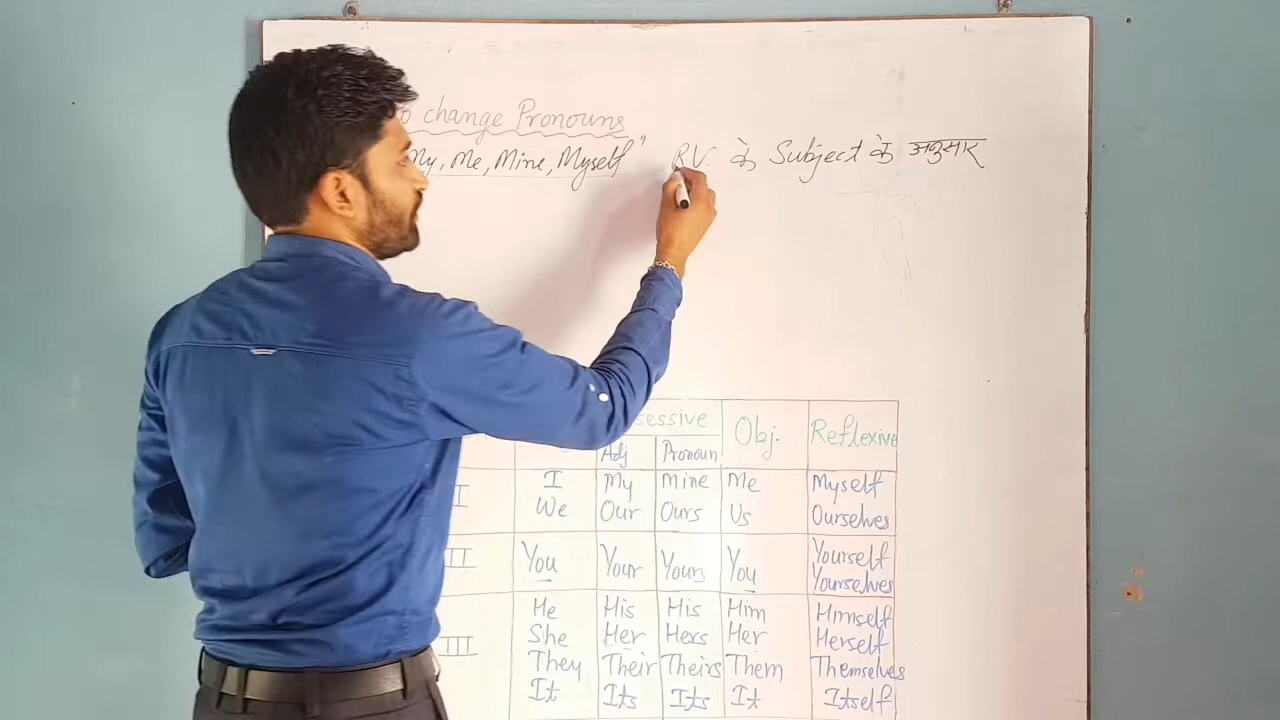 change Pronouns
My, Me, Mine, Myself" R.V. के Subject के अनुसार
Obj. Reflexive
Adj Pronoun
I I My mine Me Myself
We Our Ours Us Ourselves
II You Your Yours You Yourself
Yourselves
III He His His Him Himself
She Her Hers Her Herself
They Their Theirs Them Themselves
It Its Its It Itself